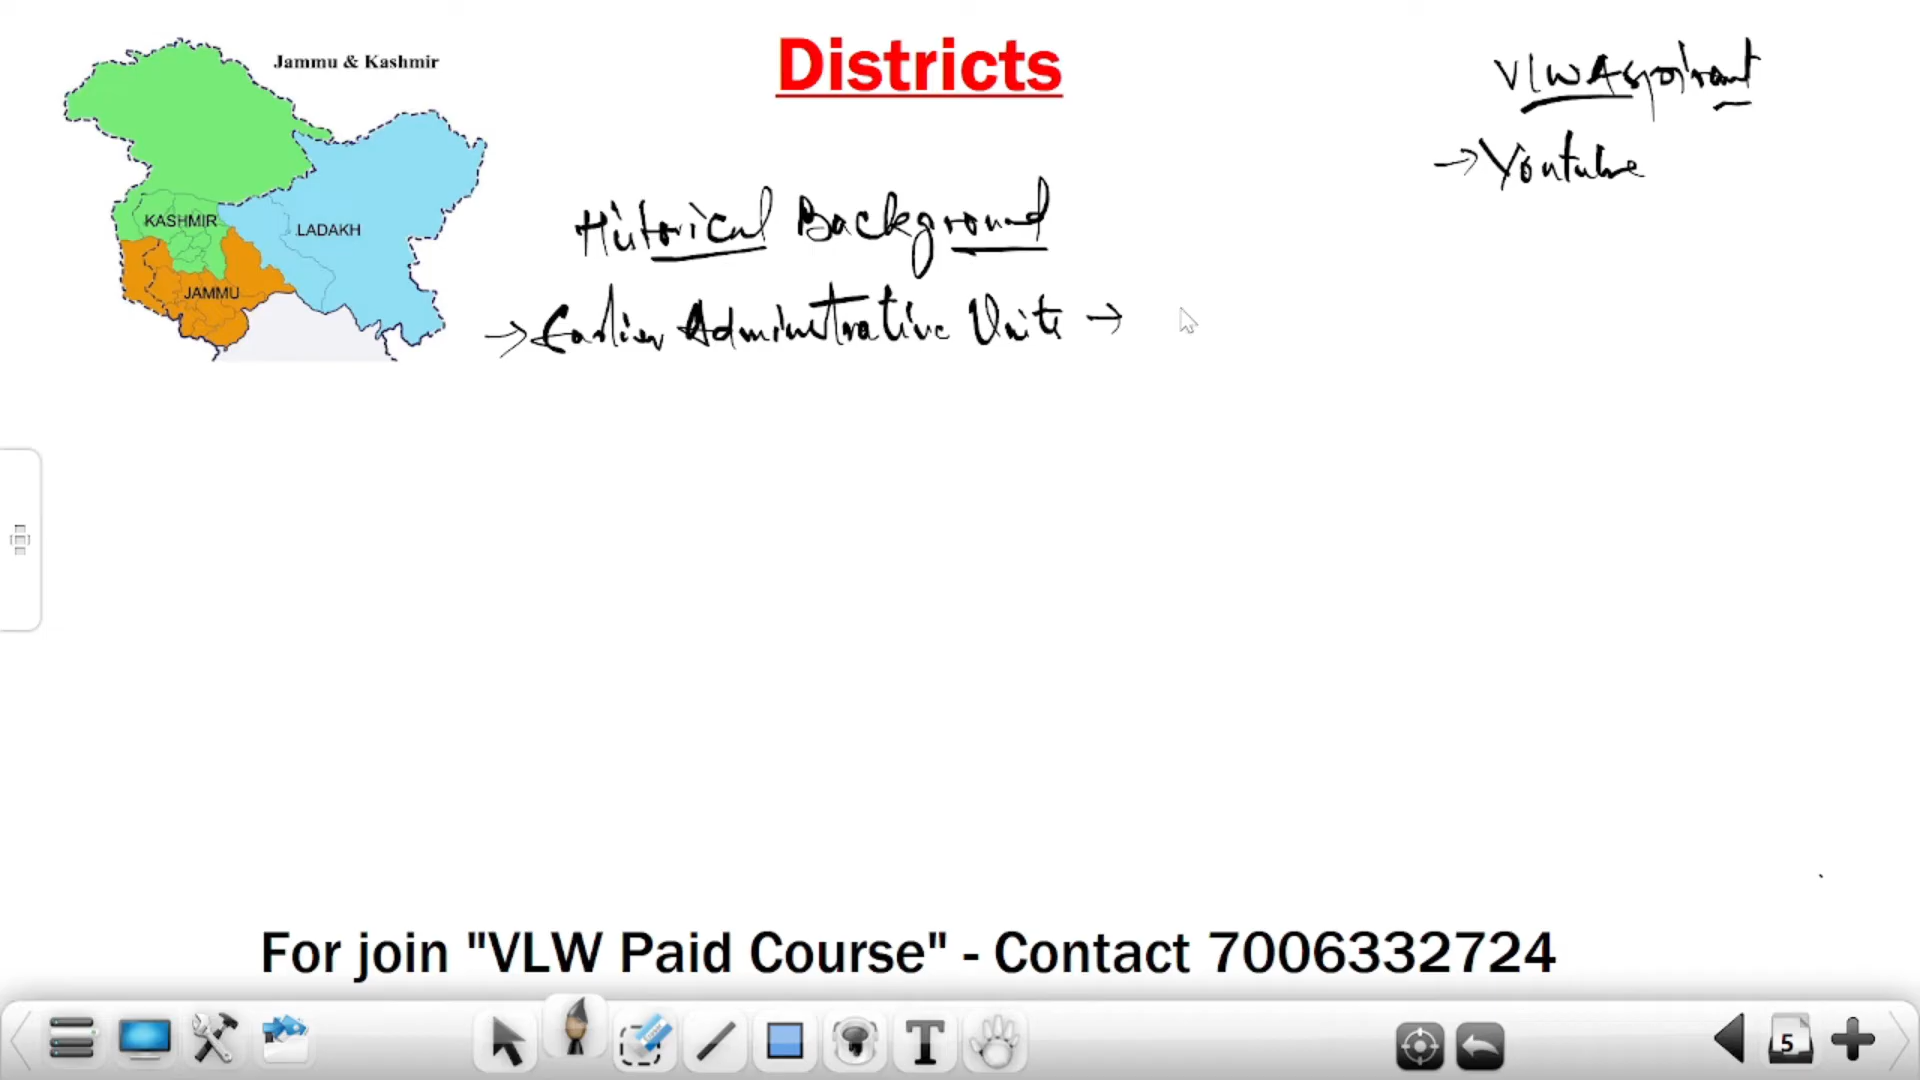 Jammu & Kashmir
Districts
VLW Aspirant
→ Youtube
KASHMIR
LADAKH
JAMMU
Historical Background
→ Earlier Administrative Units →
For join "VLW Paid Course" - Contact 7006332724
T
5